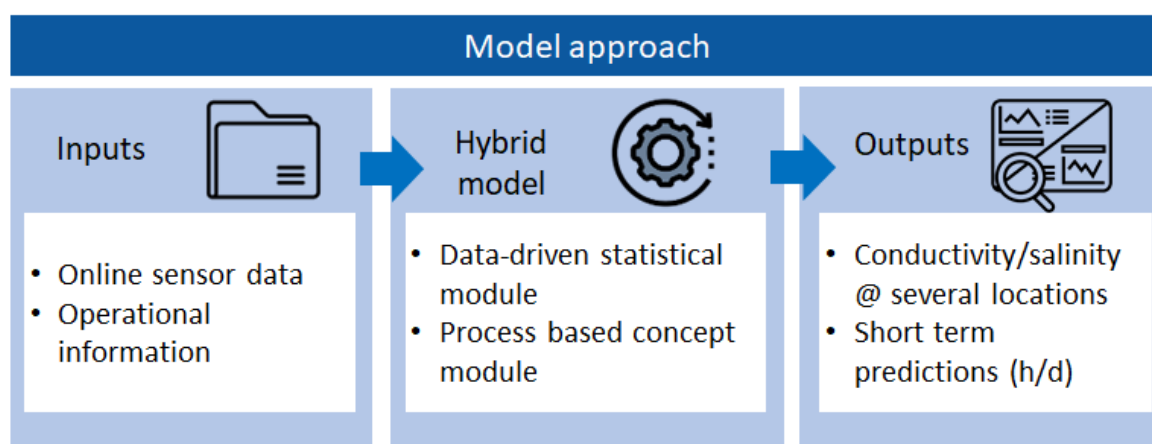 Model approach
Inputs
• Online sensor data
• Operational
information
Hybrid
model
• Data-driven statistical
module
• Process based concept
module
Outputs
• Conductivity/salinity
@ several locations
• Short term
predictions (h/d)